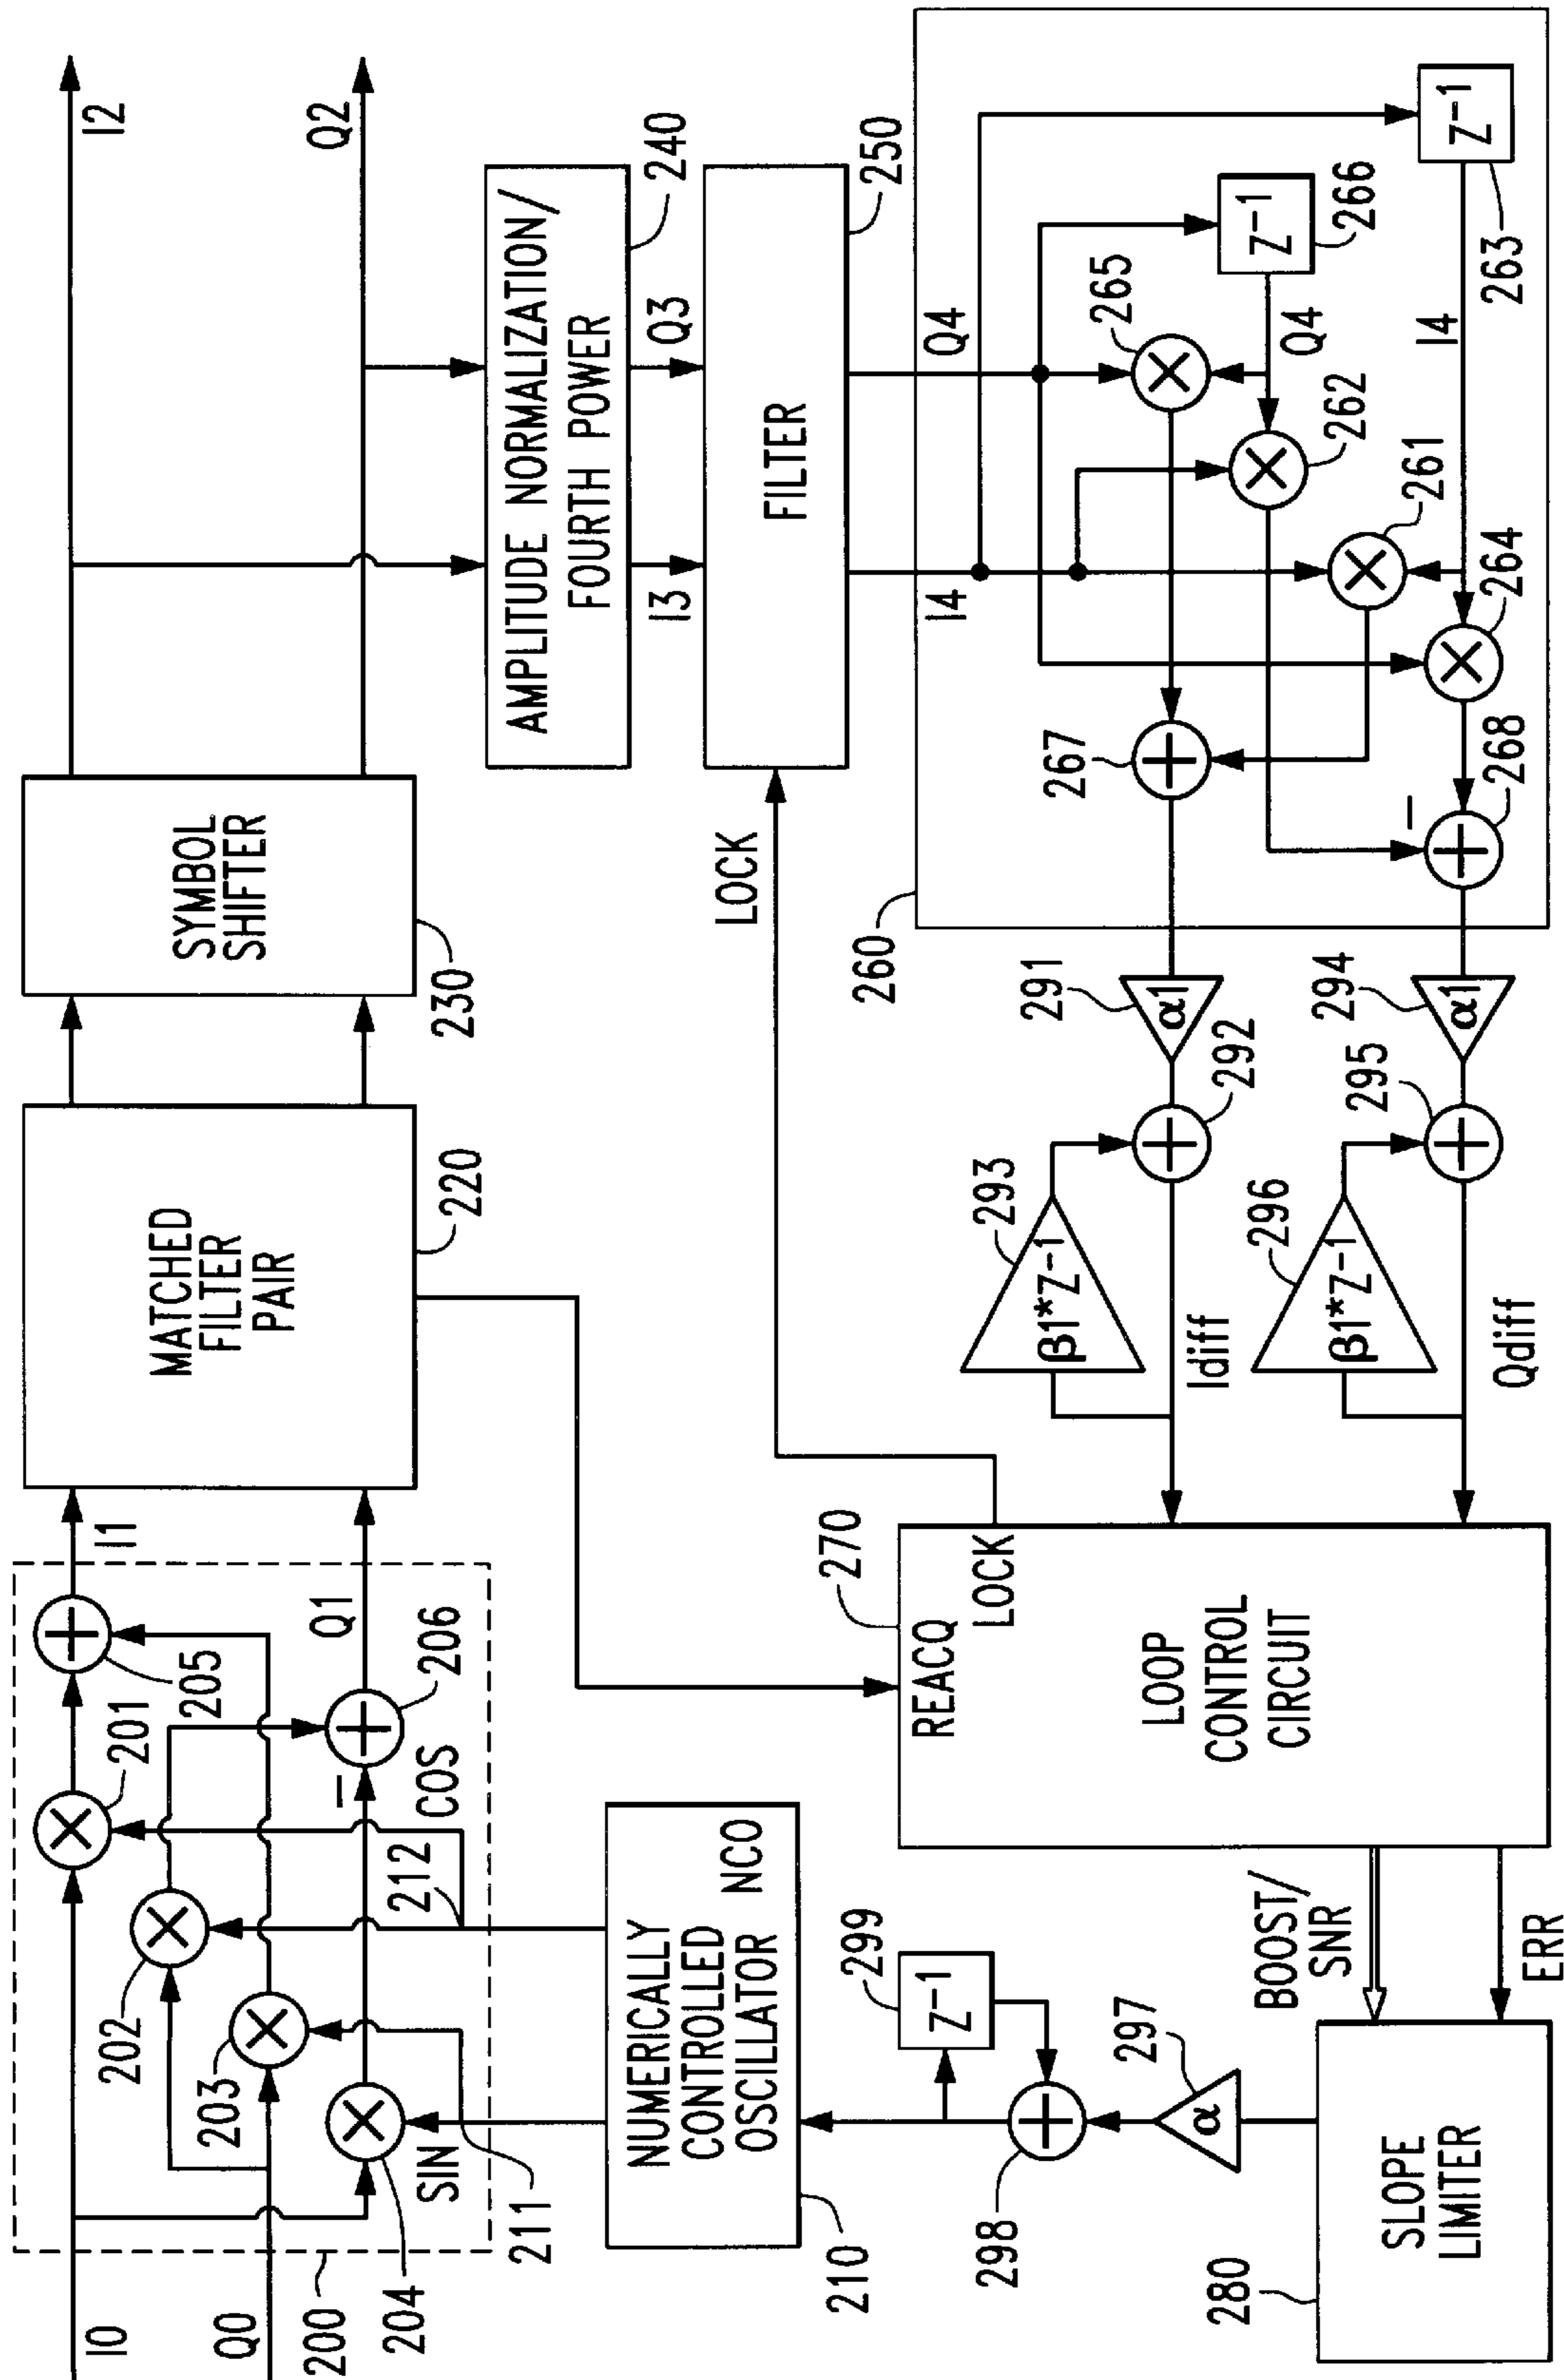 I0
Q0
200
204
203
202
201
205
206
SIN
COS
211
212
I1
Q1
NUMERICALLY
CONTROLLED
OSCILLATOR NCO
210
MATCHED
FILTER
PAIR
220
SYMBOL
SHIFTER
230
I2
Q2
AMPLITUDE NORMALIZATION/
FOURTH POWER
240
I3
Q3
FILTER
250
LOCK
I4
Q4
260
265
Z⁻¹
266
Q4
262
261
I4
Z⁻¹
263
264
267
268
−
−
291
α1
292
293
β1*Z⁻¹
Idiff
294
α1
295
296
β1*Z⁻¹
Qdiff
270
REACQ
LOCK
LOOP
CONTROL
CIRCUIT
BOOST/
SNR
ERR
SLOPE
LIMITER
280
α
297
298
Z⁻¹
299